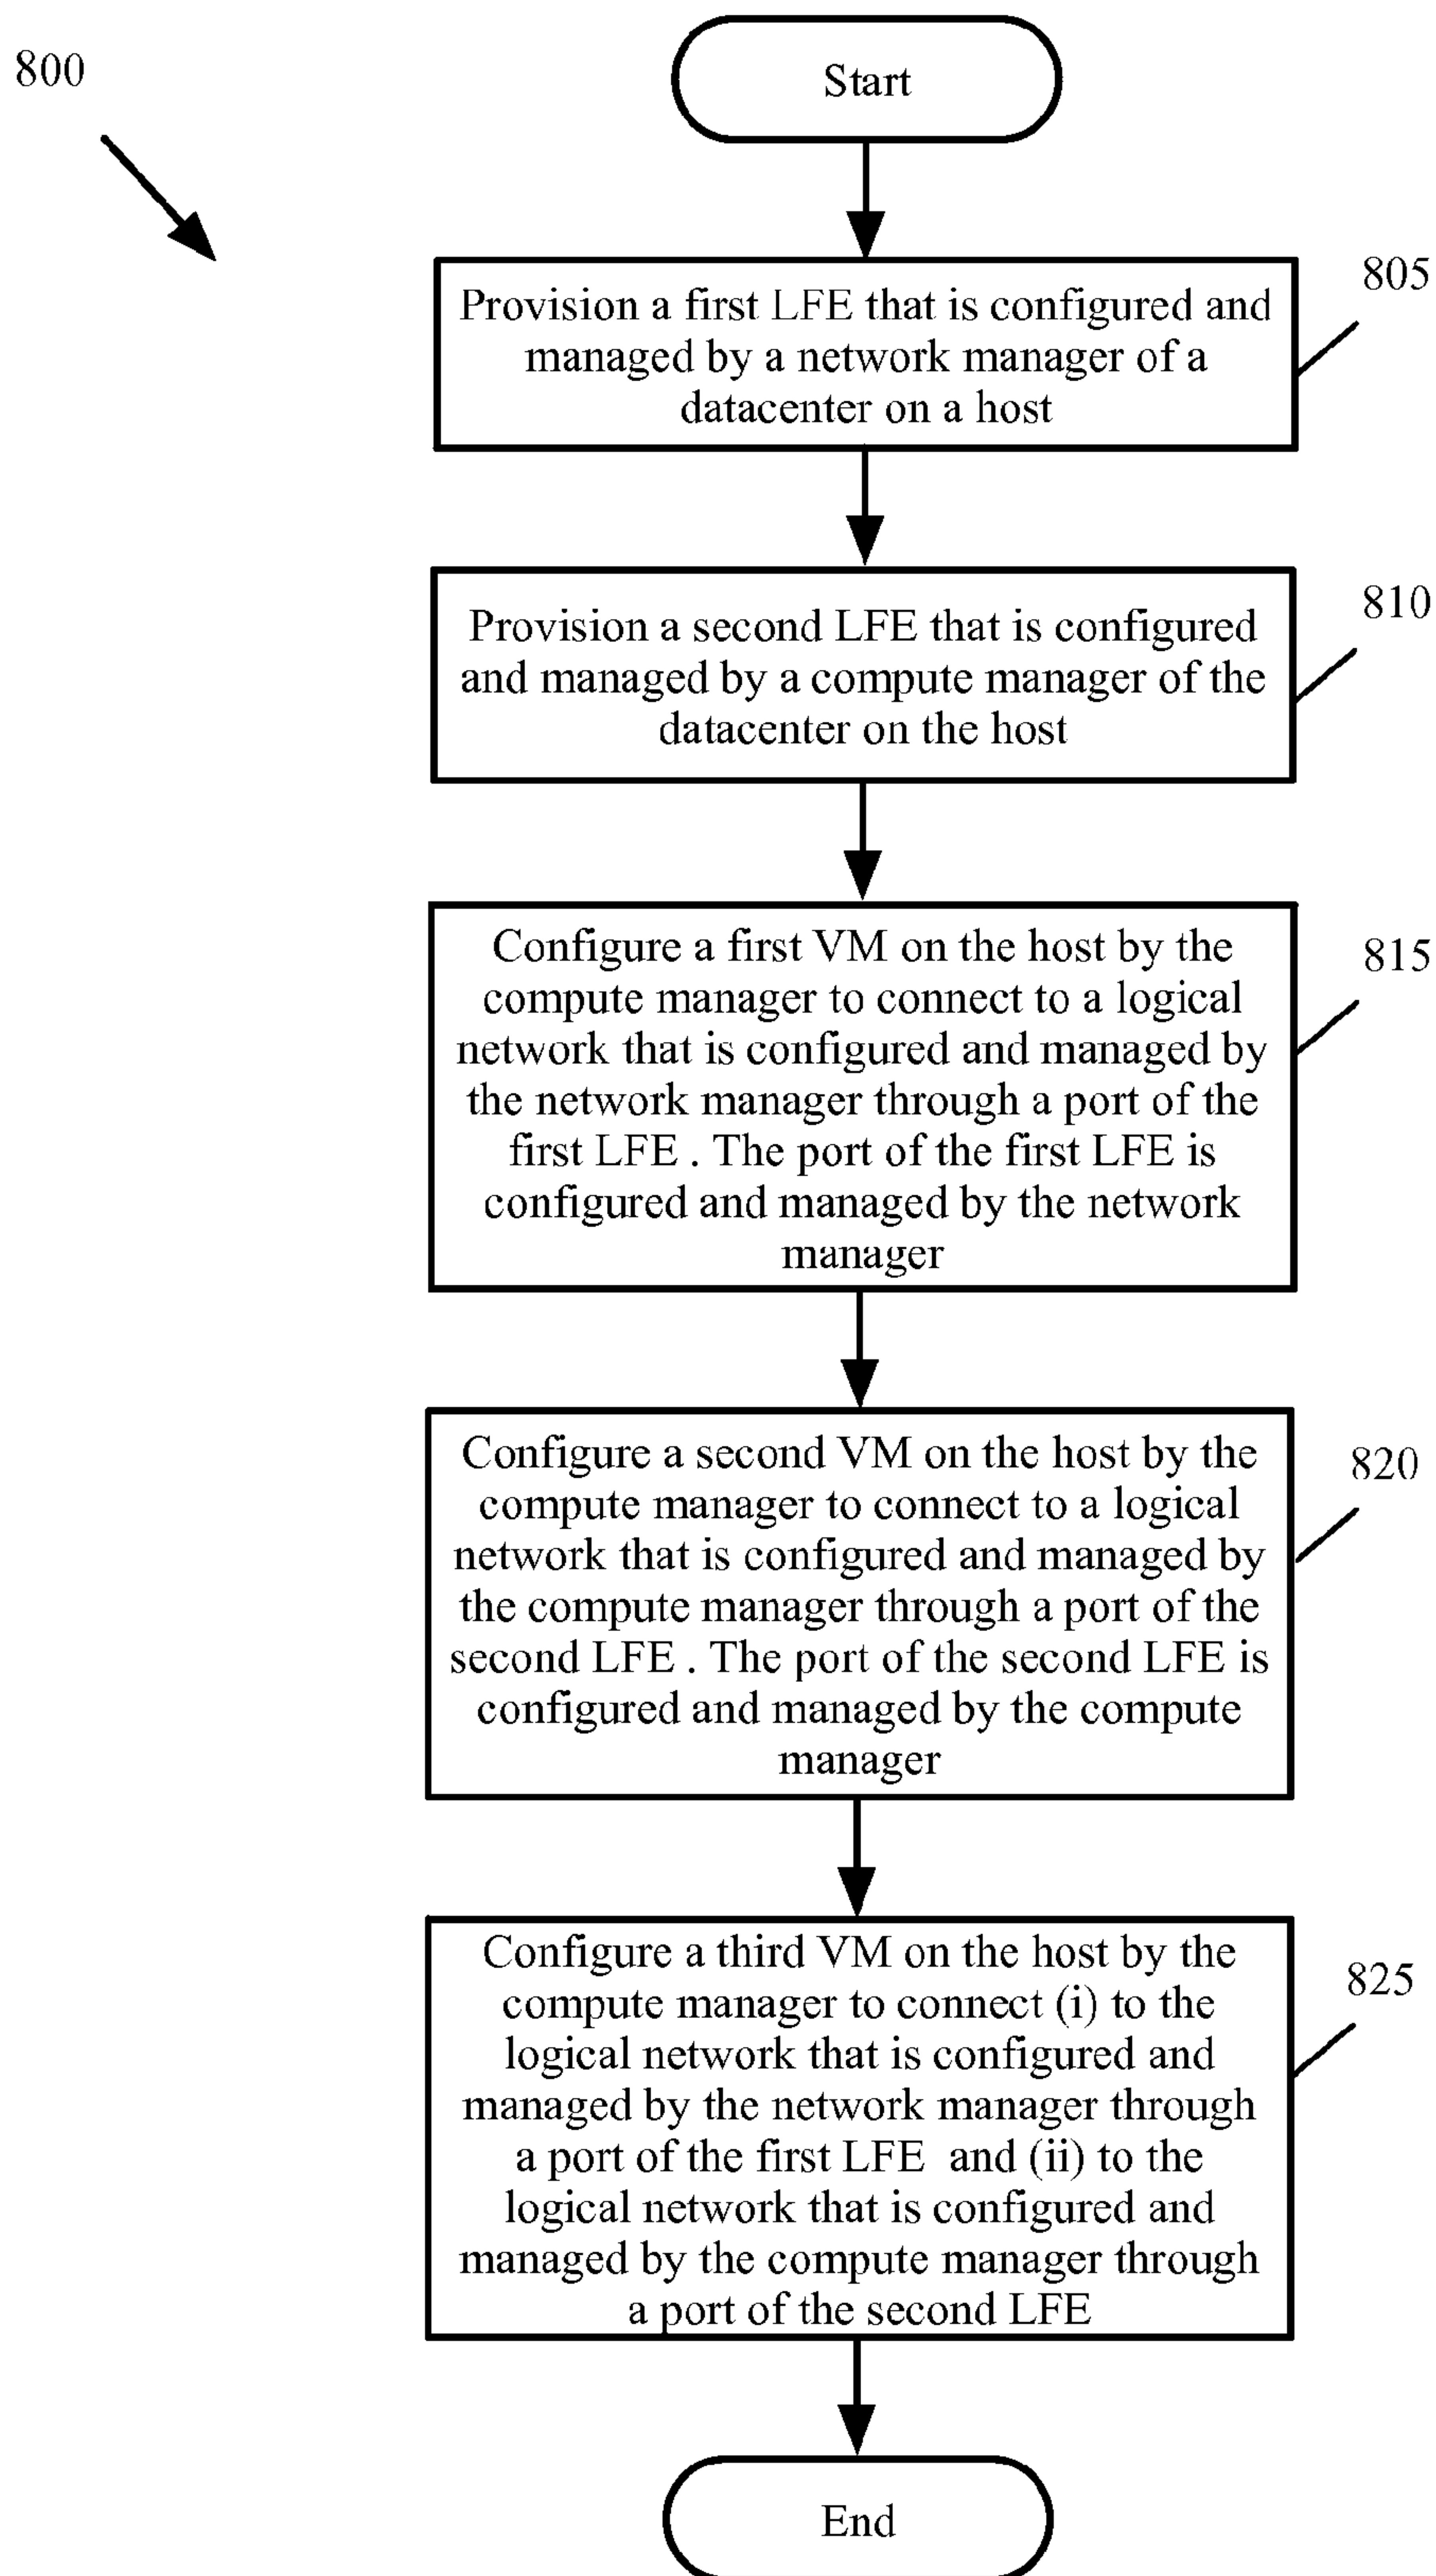 800
Start
805
Provision a first LFE that is configured and
managed by a network manager of a
datacenter on a host
810
Provision a second LFE that is configured
and managed by a compute manager of the
datacenter on the host
815
Configure a first VM on the host by the
compute manager to connect to a logical
network that is configured and managed by
the network manager through a port of the
first LFE . The port of the first LFE is
configured and managed by the network
manager
820
Configure a second VM on the host by the
compute manager to connect to a logical
network that is configured and managed by
the compute manager through a port of the
second LFE . The port of the second LFE is
configured and managed by the compute
manager
825
Configure a third VM on the host by the
compute manager to connect (i) to the
logical network that is configured and
managed by the network manager through
a port of the first LFE and (ii) to the
logical network that is configured and
managed by the compute manager through
a port of the second LFE
End